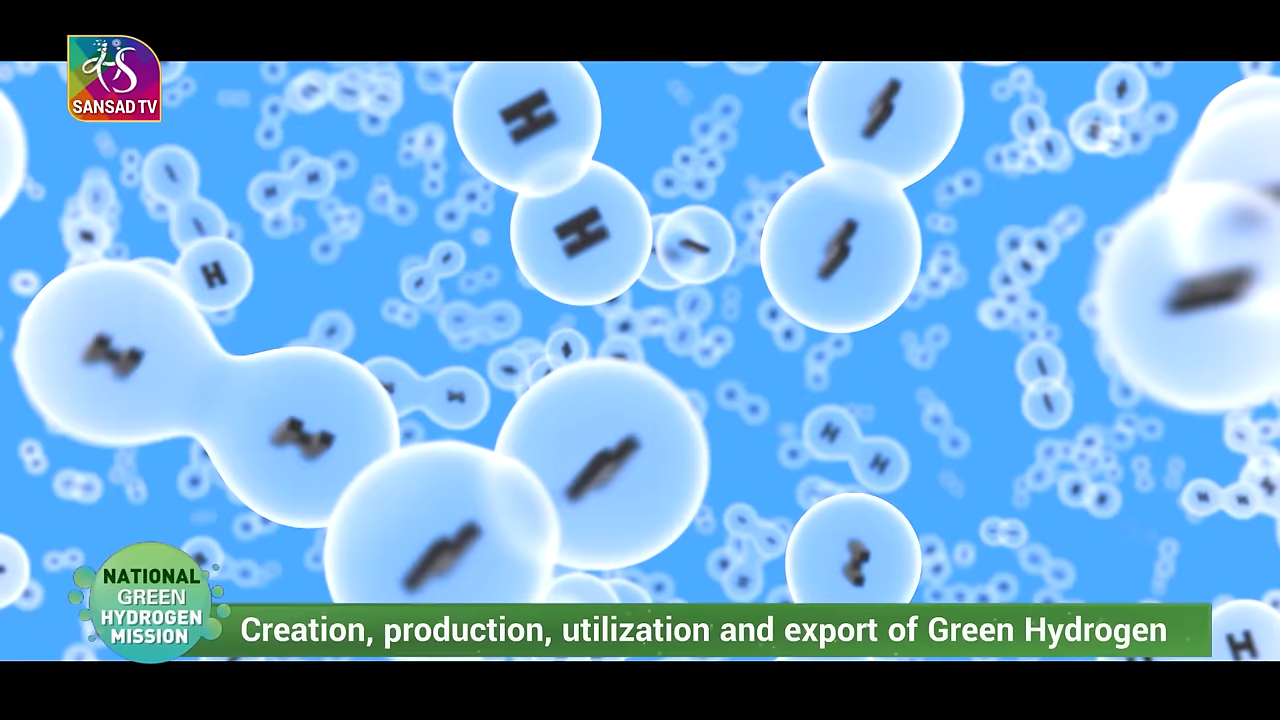 SANSAD TV
H
H
H
H
H
H
NATIONAL
GREEN
HYDROGEN
MISSION
Creation, production, utilization and export of Green Hydrogen